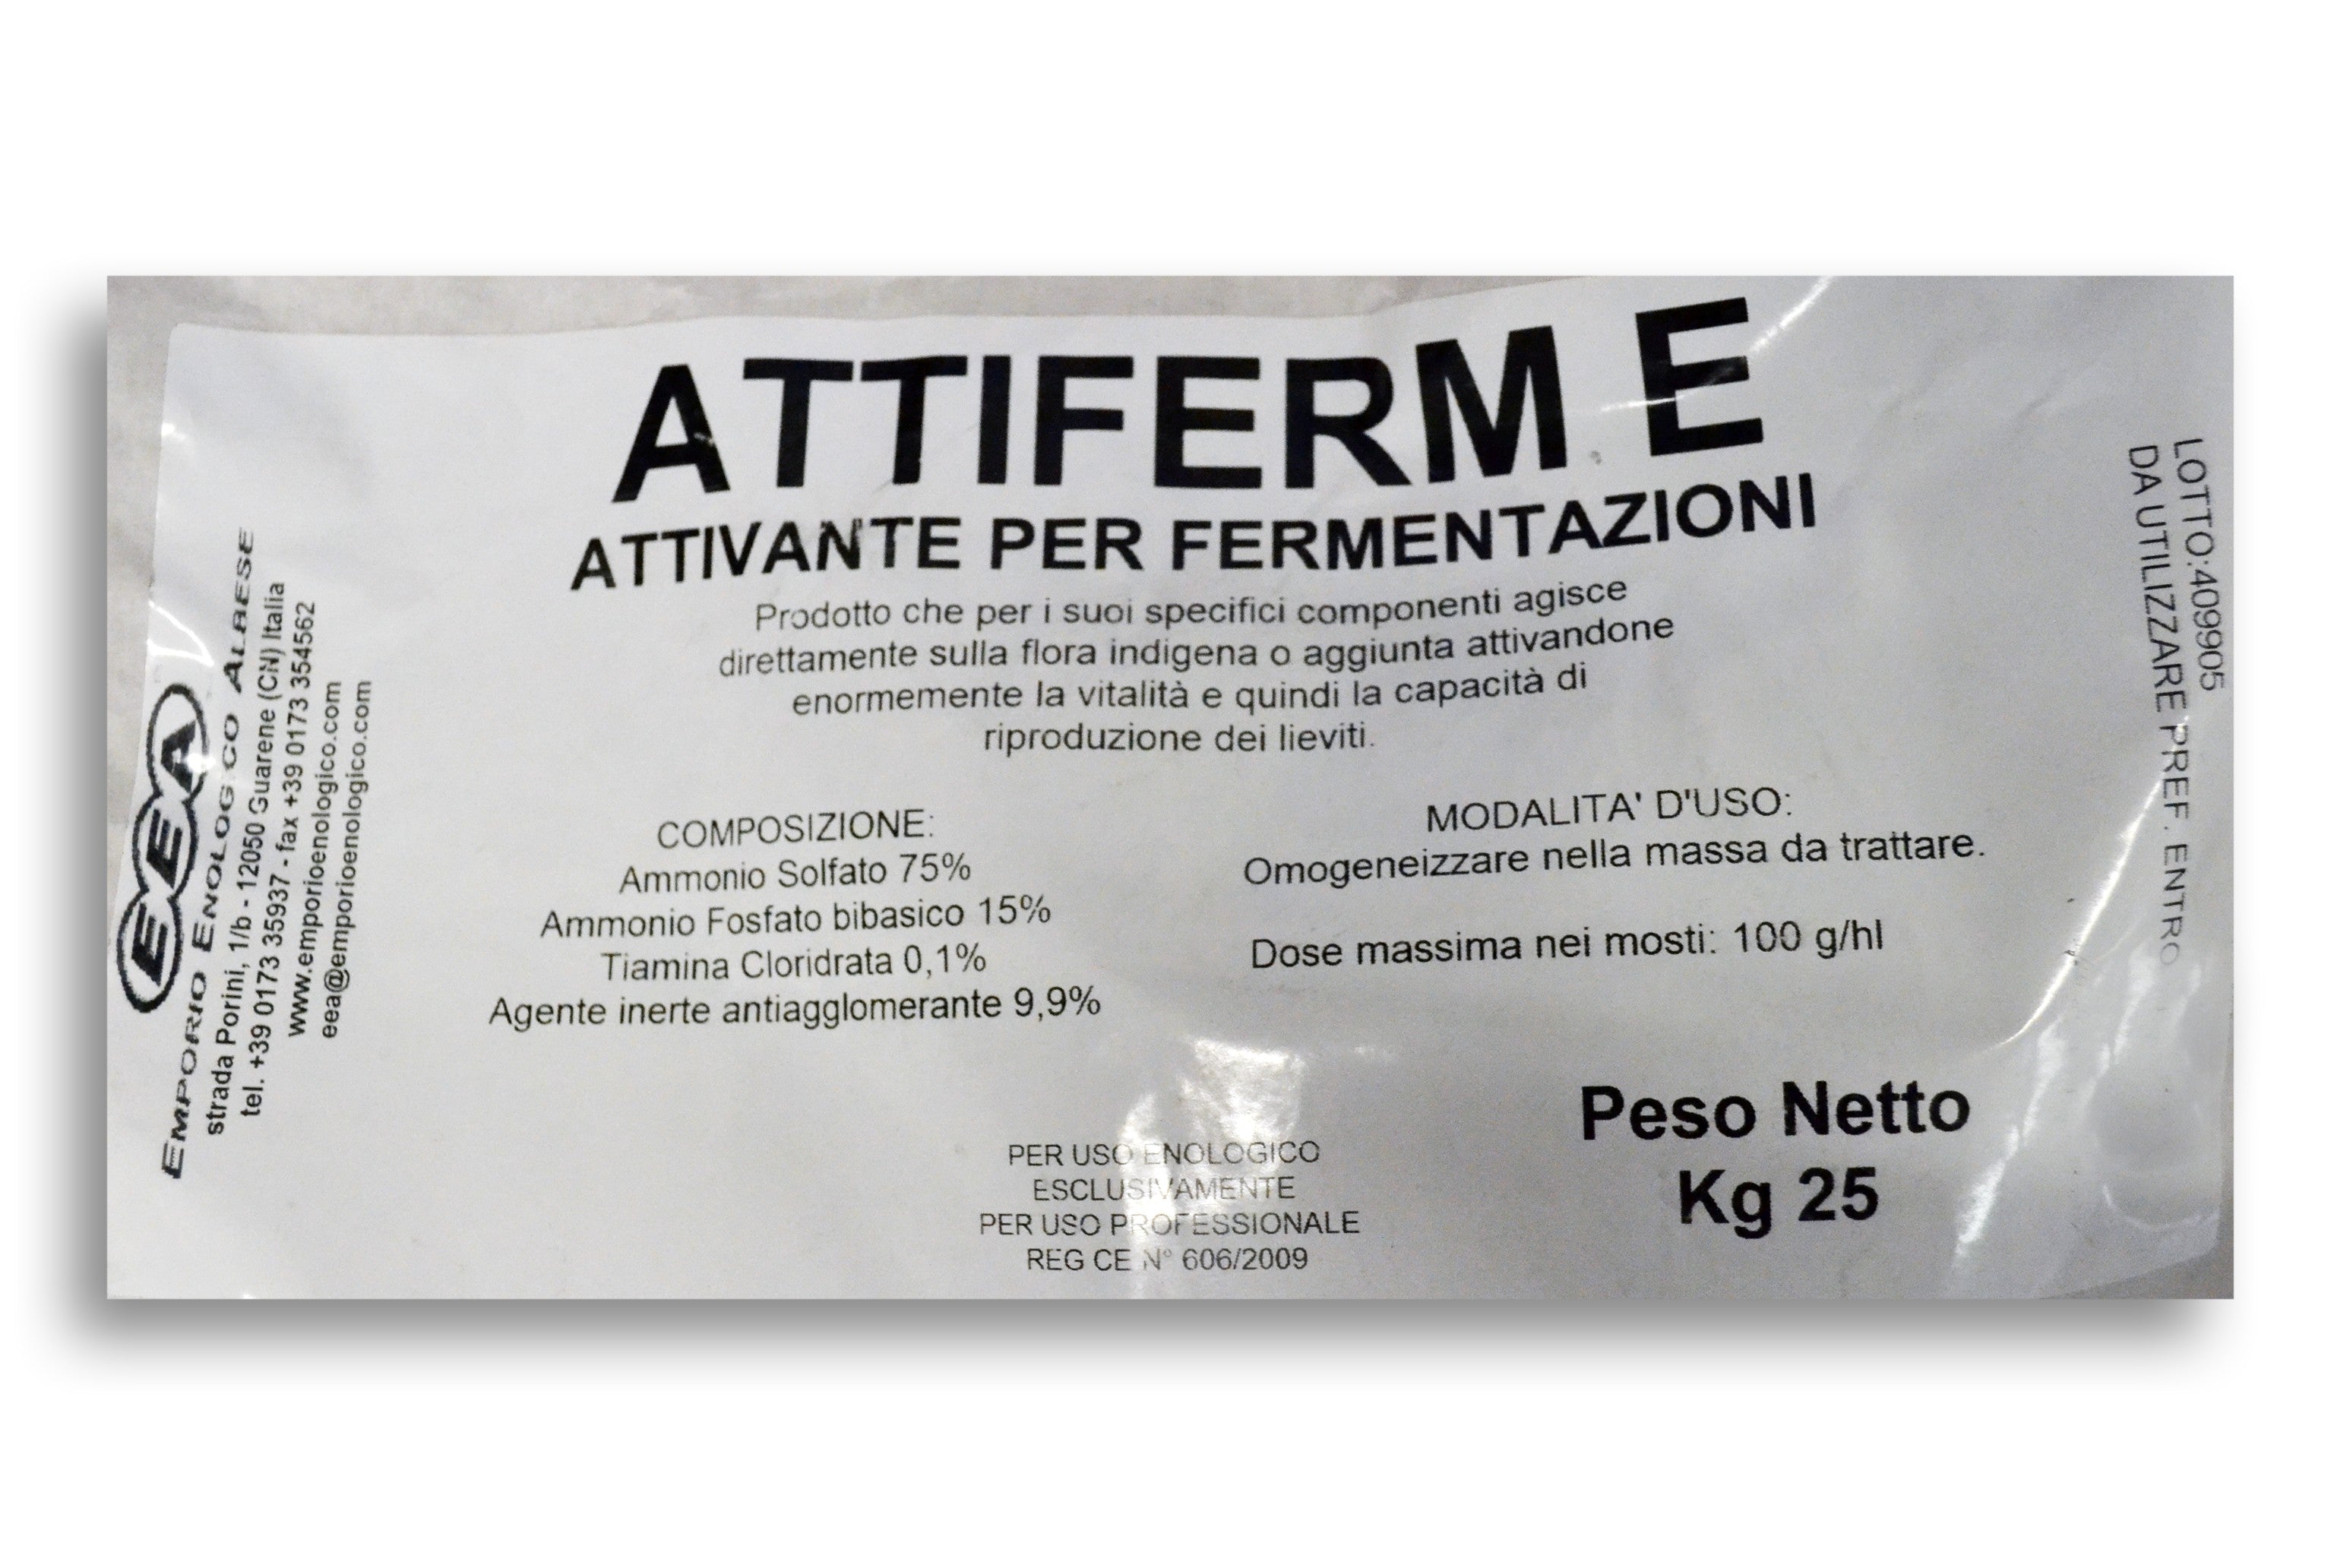 ATTIFERM E
ATTIVANTE PER FERMENTAZIONI
Prodotto che per i suoi specifici componenti agisce
direttamente sulla flora indigena o aggiunta attivandone
enormemente la vitalità e quindi la capacità di
riproduzione dei lieviti.
COMPOSIZIONE:
Ammonio Solfato 75%
Ammonio Fosfato bibasico 15%
Tiamina Cloridrata 0,1%
Agente inerte antiagglomerante 9,9%
MODALITA' D'USO:
Omogeneizzare nella massa da trattare.
Dose massima nei mosti: 100 g/hl
PER USO ENOLOGICO
ESCLUSIVAMENTE
PER USO PROFESSIONALE
REG CE N° 606/2009
Peso Netto
Kg 25
EEA
EMPORIO ENOLOGICO ALBESE
strada Porini, 1/b - 12050 Guarene (CN) Italia
tel. +39 0173 35937 - fax +39 0173 354562
www.emporioenologico.com
eea@emporioenologico.com
LOTTO:409905
DA UTILIZZARE PREF. ENTRO